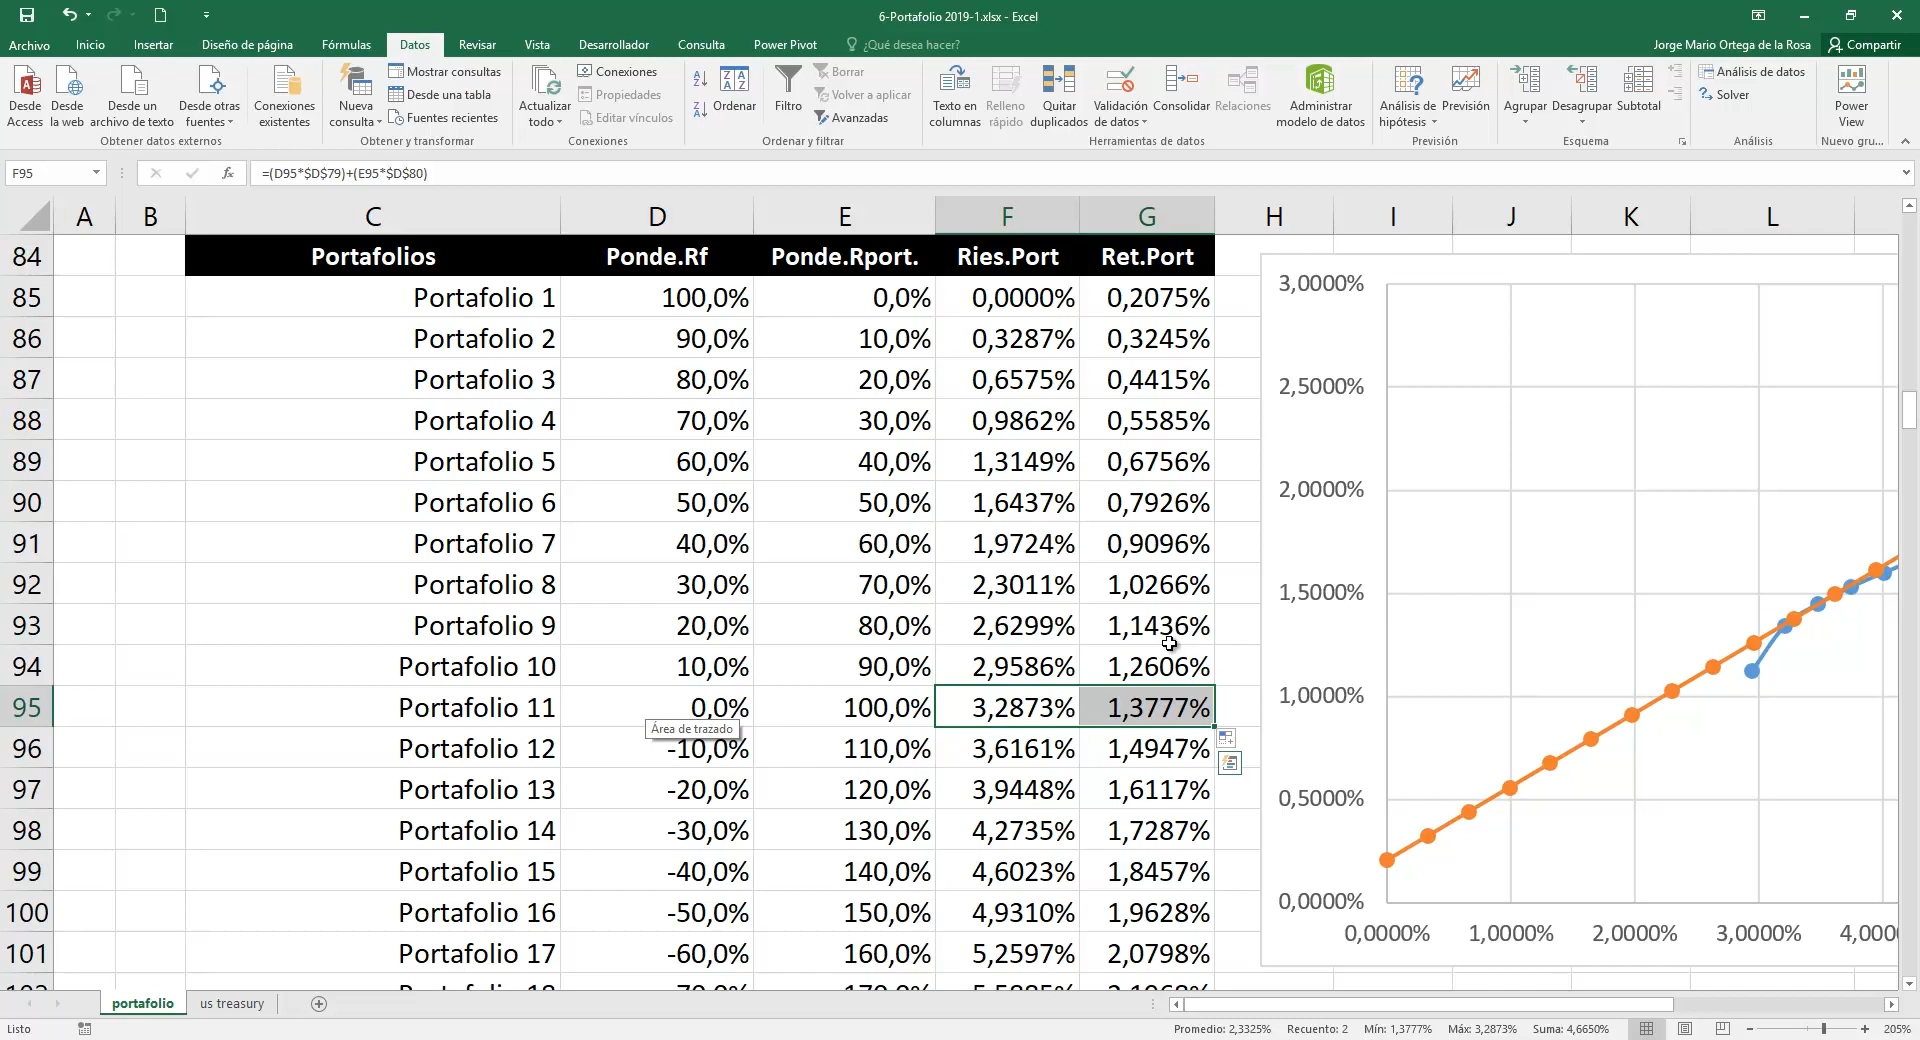 6-Portafolio 2019-1.xlsx - Excel
Archivo Inicio Insertar Diseño de página Fórmulas Datos Revisar Vista Desarrollador Consulta Power Pivot ¿Qué desea hacer? Jorge Mario Ortega de la Rosa Compartir
Desde Access
Desde la web
Desde un archivo de texto
Desde otras fuentes
Conexiones existentes
Obtener datos externos
Nueva consulta
Mostrar consultas
Desde una tabla
Fuentes recientes
Obtener y transformar
Actualizar todo
Conexiones
Propiedades
Editar vínculos
Conexiones
Ordenar
Filtro
Borrar
Volver a aplicar
Avanzadas
Ordenar y filtrar
Texto en columnas
Relleno rápido
Quitar duplicados
Validación de datos
Consolidar
Relaciones
Administrar modelo de datos
Herramientas de datos
Análisis de hipótesis
Previsión
Previsión
Agrupar
Desagrupar
Subtotal
Esquema
Análisis de datos
Solver
Análisis
Power View
Nuevo gru...
F95 fx =(D95*$D$79)+(E95*$D$80)
A B C D E F G H I J K L
84 Portafolios Ponde.Rf Ponde.Rport. Ries.Port Ret.Port
85 Portafolio 1 100,0% 0,0% 0,0000% 0,2075%
86 Portafolio 2 90,0% 10,0% 0,3287% 0,3245%
87 Portafolio 3 80,0% 20,0% 0,6575% 0,4415%
88 Portafolio 4 70,0% 30,0% 0,9862% 0,5585%
89 Portafolio 5 60,0% 40,0% 1,3149% 0,6756%
90 Portafolio 6 50,0% 50,0% 1,6437% 0,7926%
91 Portafolio 7 40,0% 60,0% 1,9724% 0,9096%
92 Portafolio 8 30,0% 70,0% 2,3011% 1,0266%
93 Portafolio 9 20,0% 80,0% 2,6299% 1,1436%
94 Portafolio 10 10,0% 90,0% 2,9586% 1,2606%
95 Portafolio 11 0,0% 100,0% 3,2873% 1,3777%
Área de trazado
96 Portafolio 12 -10,0% 110,0% 3,6161% 1,4947%
97 Portafolio 13 -20,0% 120,0% 3,9448% 1,6117%
98 Portafolio 14 -30,0% 130,0% 4,2735% 1,7287%
99 Portafolio 15 -40,0% 140,0% 4,6023% 1,8457%
100 Portafolio 16 -50,0% 150,0% 4,9310% 1,9628%
101 Portafolio 17 -60,0% 160,0% 5,2597% 2,0798%
3,0000%
2,5000%
2,0000%
1,5000%
1,0000%
0,5000%
0,0000%
0,0000% 1,0000% 2,0000% 3,0000% 4,0000
portafolio us treasury
Listo Promedio: 2,3325% Recuento: 2 Mín: 1,3777% Máx: 3,2873% Suma: 4,6650% 205%